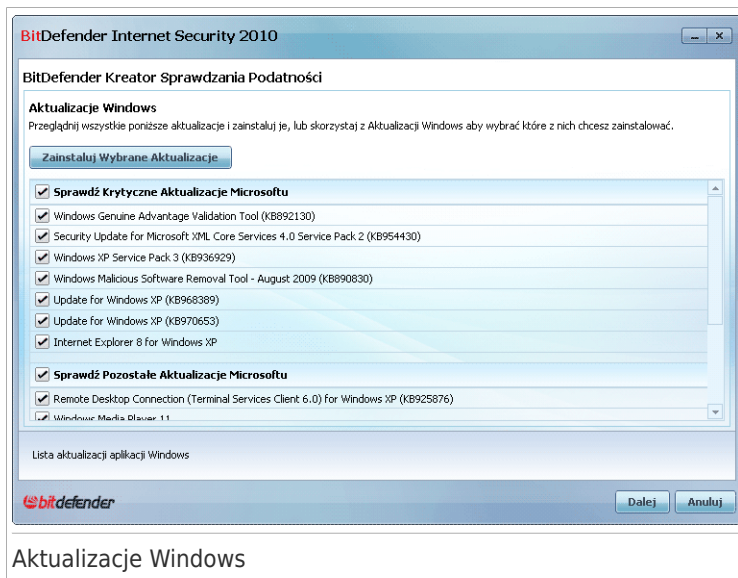 BitDefender Internet Security 2010
BitDefender Kreator Sprawdzania Podatności
Aktualizacje Windows
Przeglądnij wszystkie poniższe aktualizacje i zainstaluj je, lub skorzystaj z Aktualizacji Windows aby wybrać które z nich chcesz zainstalować.
Zainstaluj Wybrane Aktualizacje
Sprawdź Krytyczne Aktualizacje Microsoftu
Windows Genuine Advantage Validation Tool (KB892130)
Security Update for Microsoft XML Core Services 4.0 Service Pack 2 (KB954430)
Windows XP Service Pack 3 (KB936929)
Windows Malicious Software Removal Tool - August 2009 (KB890830)
Update for Windows XP (KB968389)
Update for Windows XP (KB970653)
Internet Explorer 8 for Windows XP
Sprawdź Pozostałe Aktualizacje Microsoftu
Remote Desktop Connection (Terminal Services Client 6.0) for Windows XP (KB925876)
Windows Media Player 11
Lista aktualizacji aplikacji Windows
bitdefender
Dalej Anuluj
Aktualizacje Windows